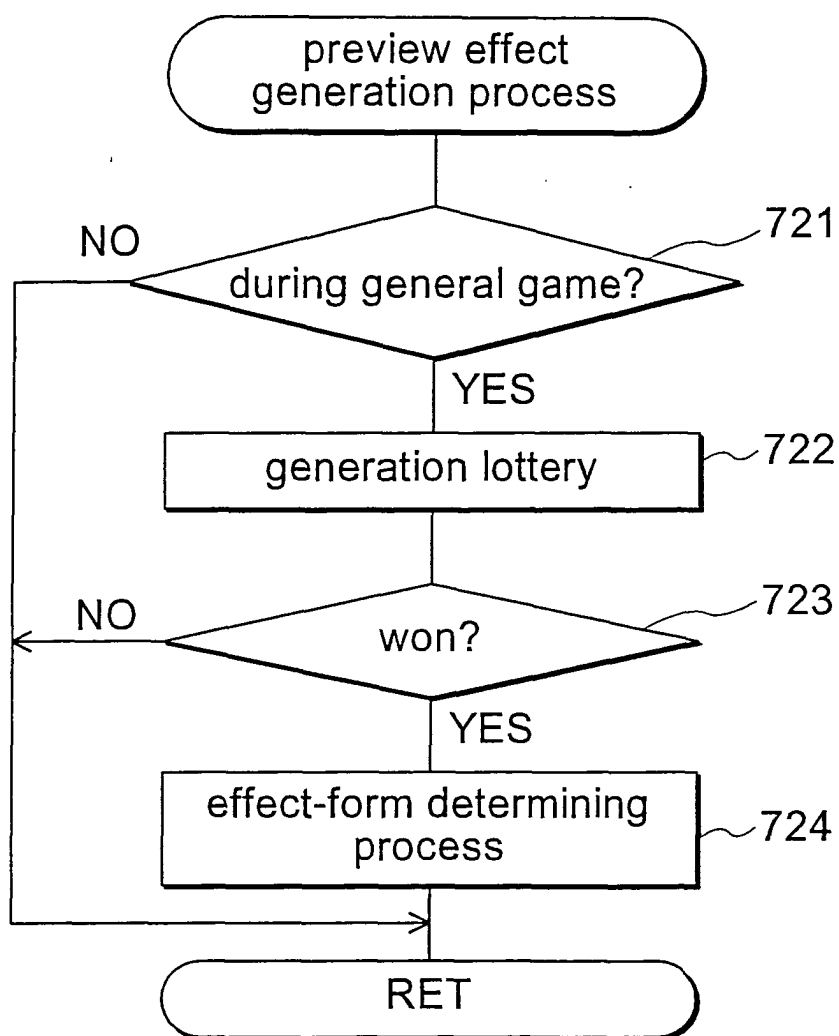 preview effect
generation process
721
NO
during general game?
YES
722
generation lottery
723
NO
won?
YES
effect-form determining
process
724
RET